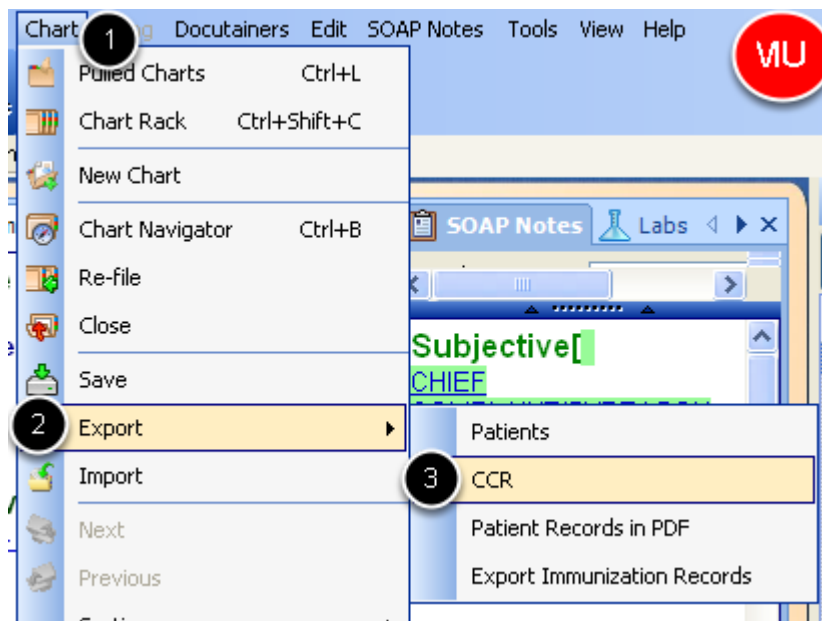 Chart Docutainers Edit SOAP Notes Tools View Help
1
MU
Pulled Charts Ctrl+L
Chart Rack Ctrl+Shift+C
New Chart
Chart Navigator Ctrl+B
SOAP Notes Labs
Re-file
Close
Subjective[
Save
CHIEF
2 Export
Patients
Import
3 CCR
Next
Patient Records in PDF
Previous
Export Immunization Records